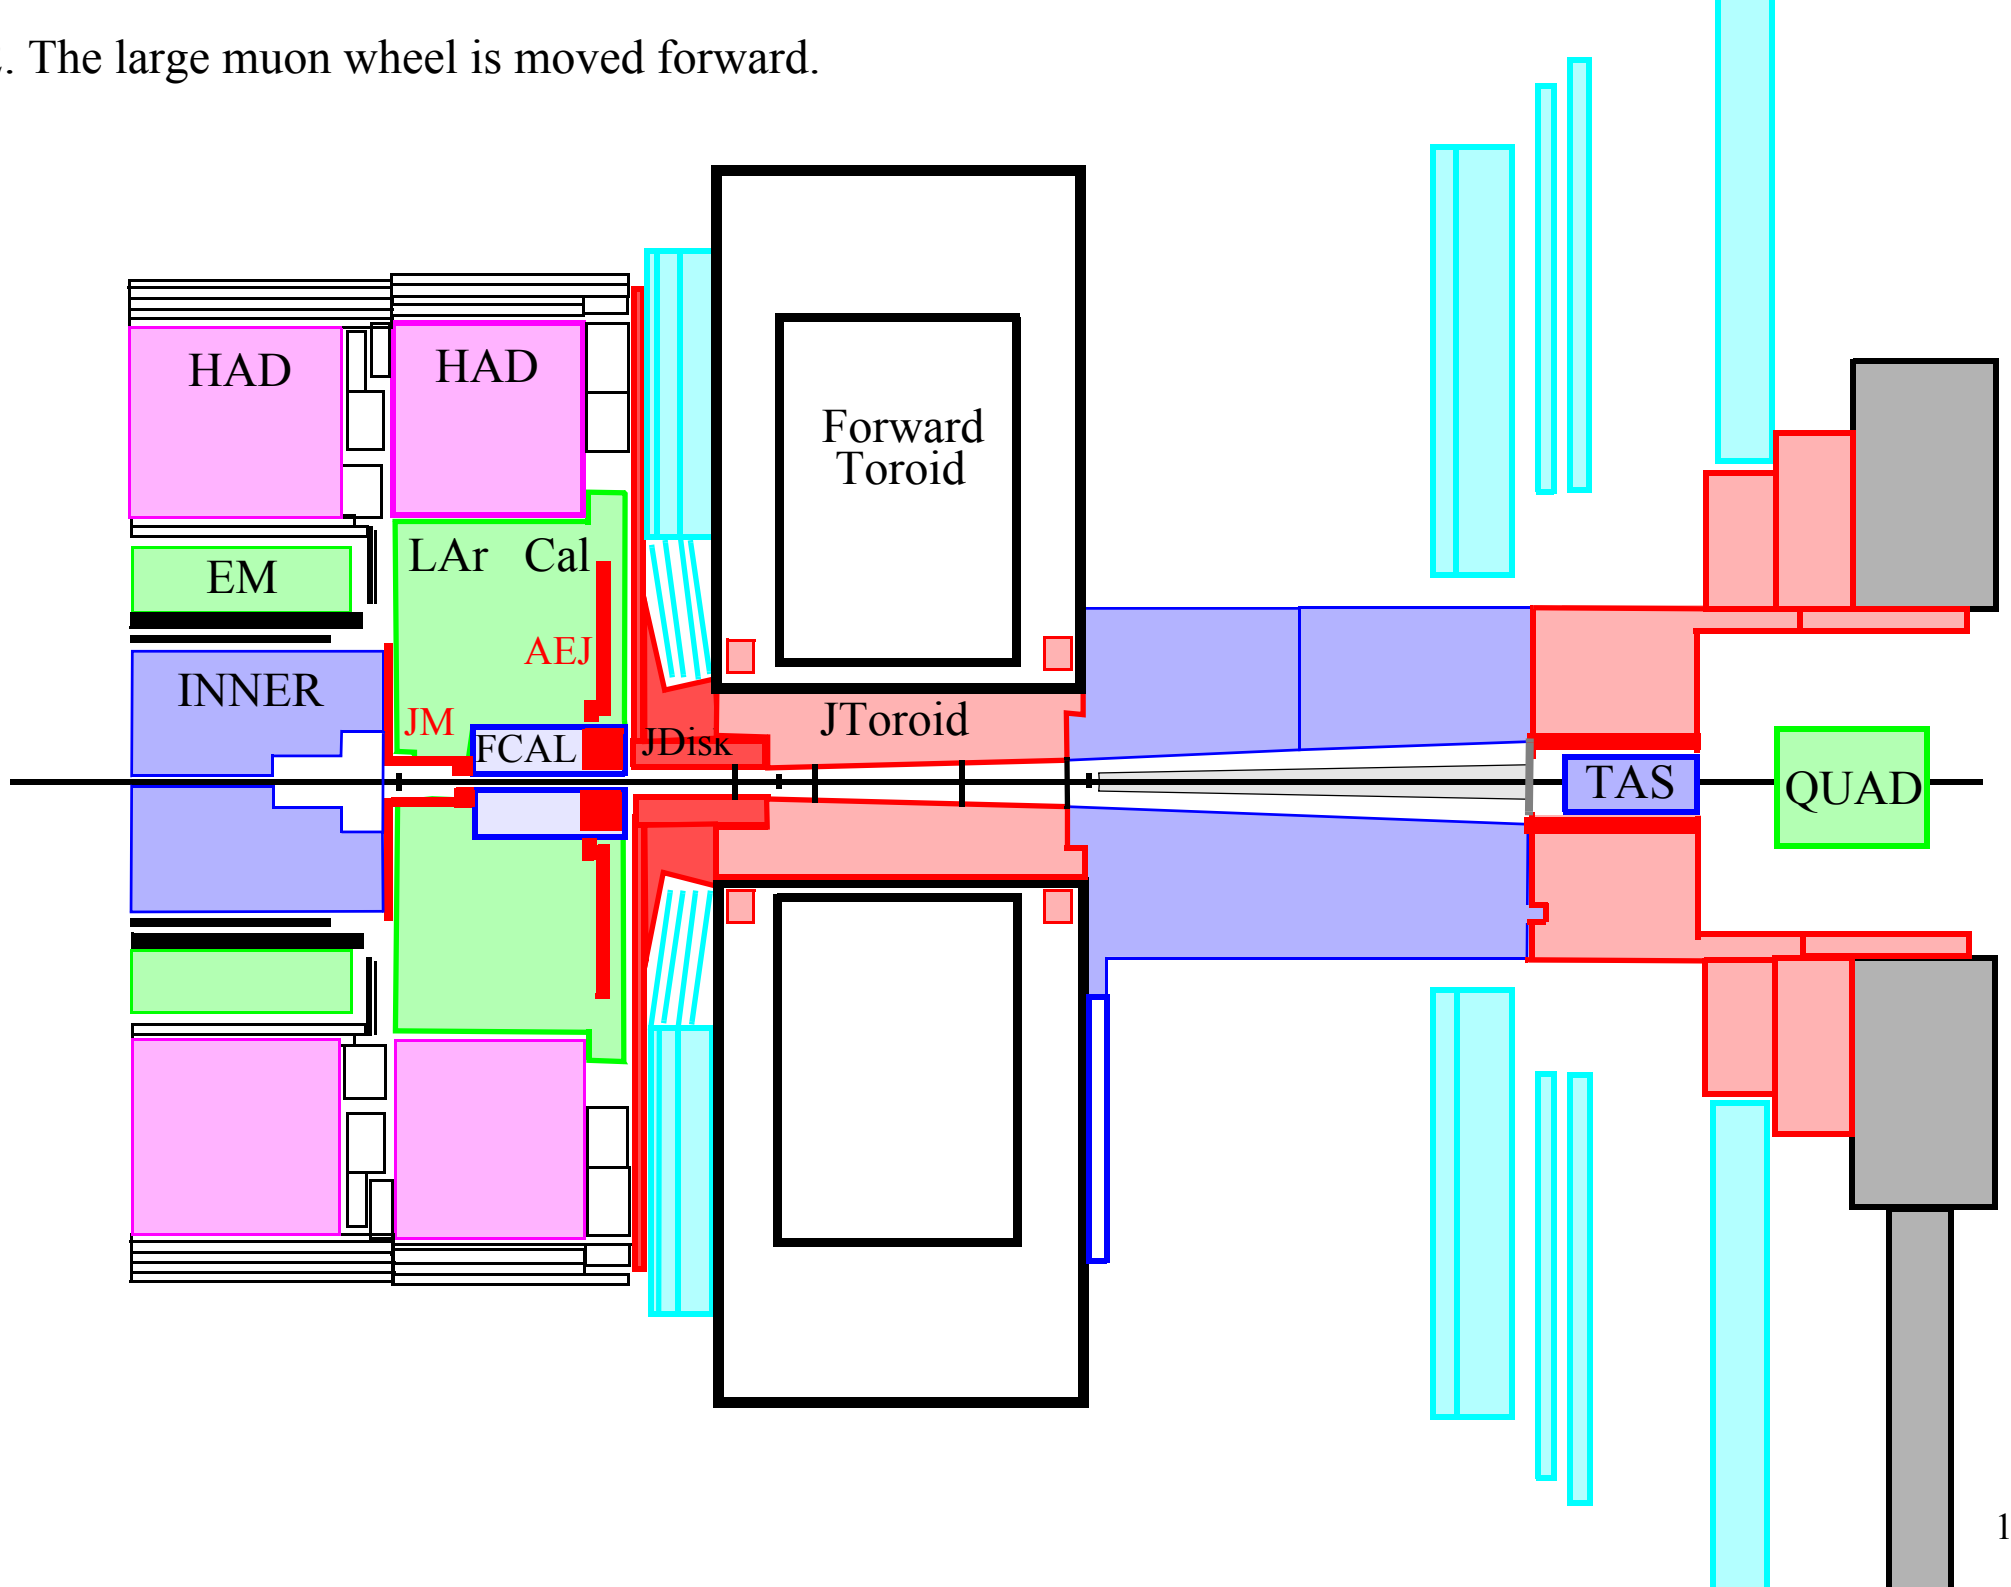 . The large muon wheel is moved forward.
HAD
HAD
Forward
Toroid
LAr Cal
EM
AEJ
INNER
JM
JToroid
FCAL
JDisk
TAS
QUAD
1